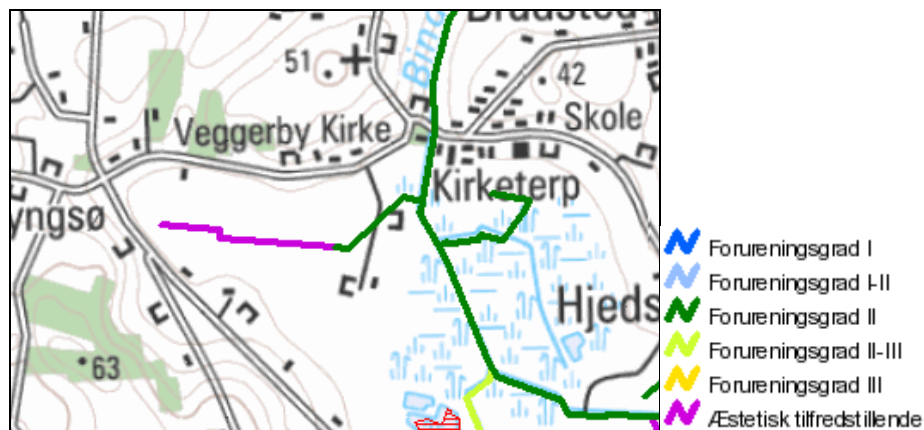 51
42
Skole
Veggerby Kirke
Kirketerp
yngsø
Hjeds
63
Forureningsgrad I
Forureningsgrad I-II
Forureningsgrad II
Forureningsgrad II-III
Forureningsgrad III
Æstetisk tilfredstillende